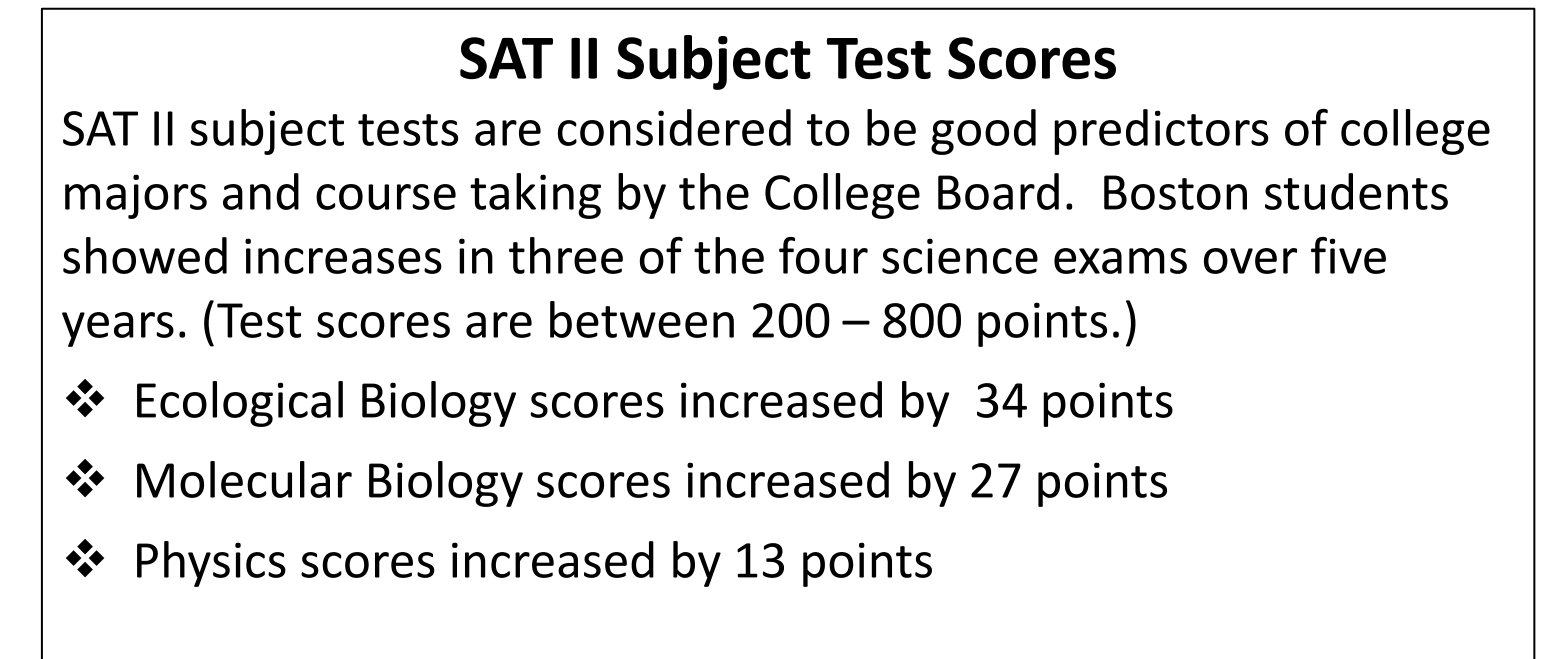 SAT II Subject Test Scores
SAT II subject tests are considered to be good predictors of college
majors and course taking by the College Board.  Boston students
showed increases in three of the four science exams over five
years. (Test scores are between 200 – 800 points.)
❖ Ecological Biology scores increased by  34 points
❖ Molecular Biology scores increased by 27 points
❖ Physics scores increased by 13 points